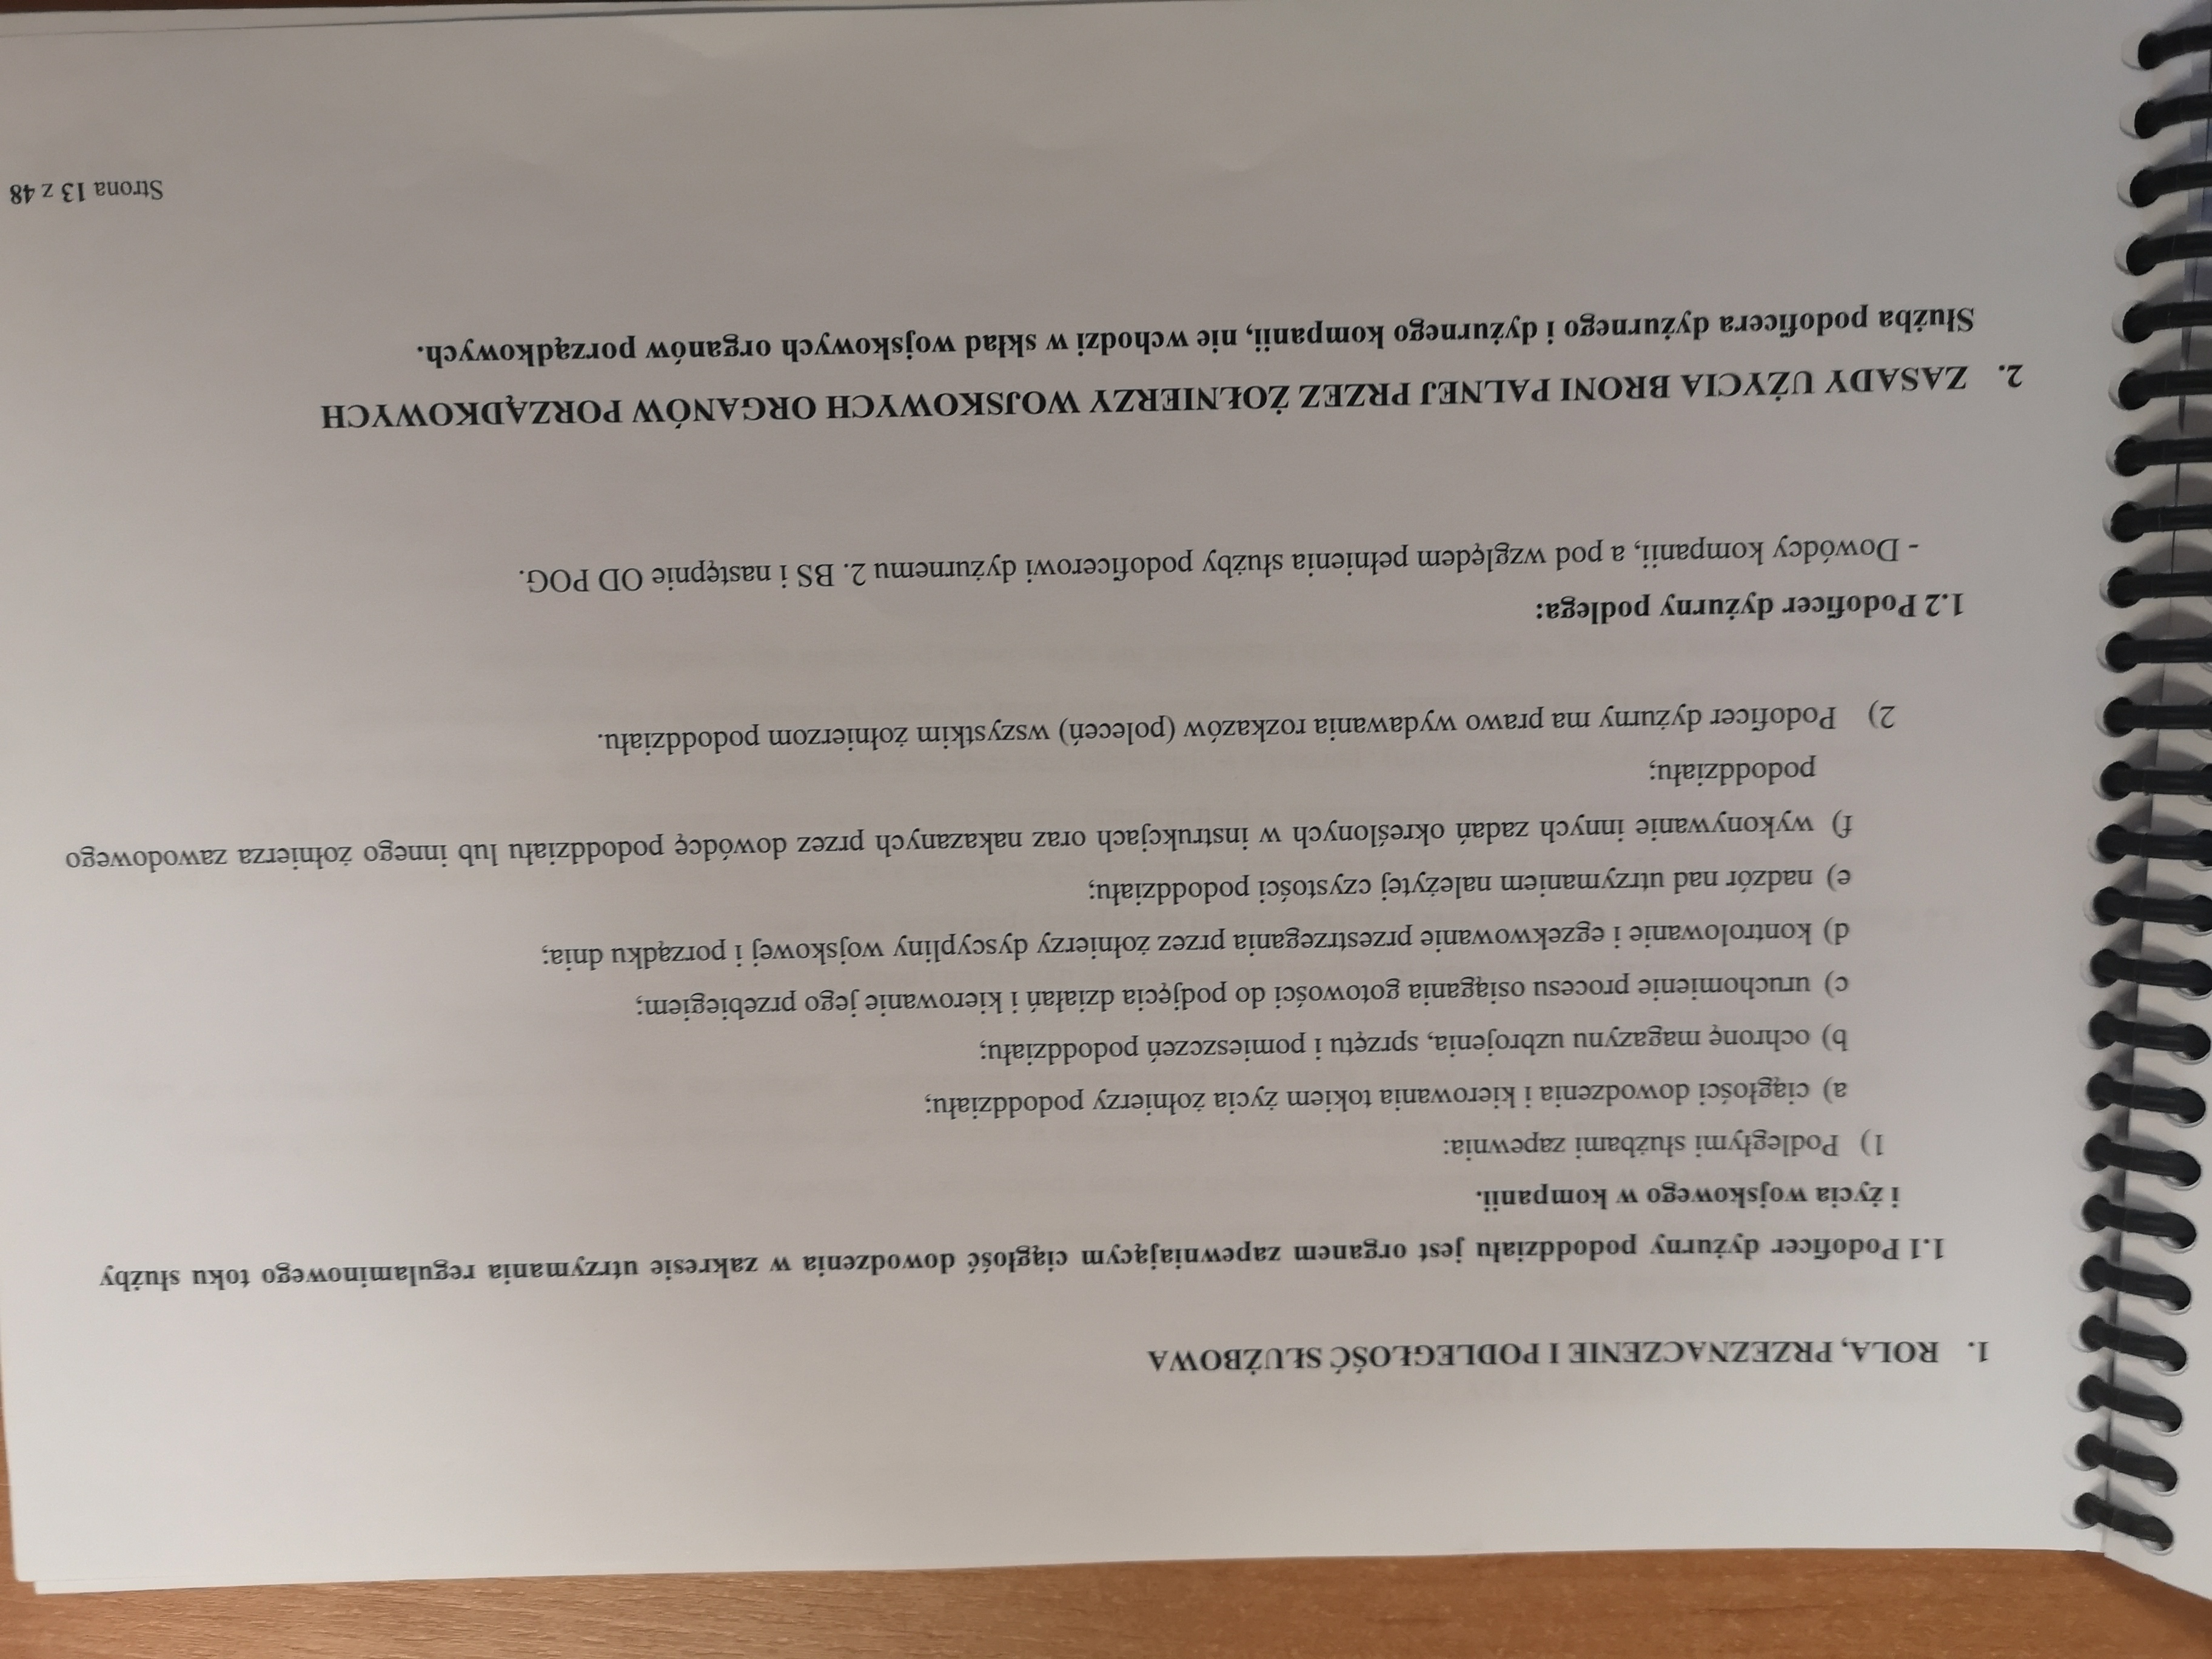 1. ROLA, PRZEZNACZENIE I PODLEGŁOŚĆ SŁUŻBOWA
1.1 Podoficer dyżurny pododdziału jest organem zapewniającym ciągłość dowodzenia w zakresie utrzymania regulaminowego toku służby
i życia wojskowego w kompanii.
1) Podległymi służbami zapewnia:
a) ciągłości dowodzenia i kierowania tokiem życia żołnierzy pododdziału;
b) ochronę magazynu uzbrojenia, sprzętu i pomieszczeń pododdziału;
c) uruchomienie procesu osiągania gotowości do podjęcia działań i kierowanie jego przebiegiem;
d) kontrolowanie i egzekwowanie przestrzegania przez żołnierzy dyscypliny wojskowej i porządku dnia;
e) nadzór nad utrzymaniem należytej czystości pododdziału;
f) wykonywanie innych zadań określonych w instrukcjach oraz nakazanych przez dowódcę pododdziału lub innego żołnierza zawodowego
pododdziału;
2) Podoficer dyżurny ma prawo wydawania rozkazów (poleceń) wszystkim żołnierzom pododdziału.
1.2 Podoficer dyżurny podlega:
- Dowódcy kompanii, a pod względem pełnienia służby podoficerowi dyżurnemu 2. BS i następnie OD POG.
2. ZASADY UŻYCIA BRONI PALNEJ PRZEZ ŻOŁNIERZY WOJSKOWYCH ORGANÓW PORZĄDKOWYCH
Służba podoficera dyżurnego i dyżurnego kompanii, nie wchodzi w skład wojskowych organów porządkowych.
Strona 13 z 48